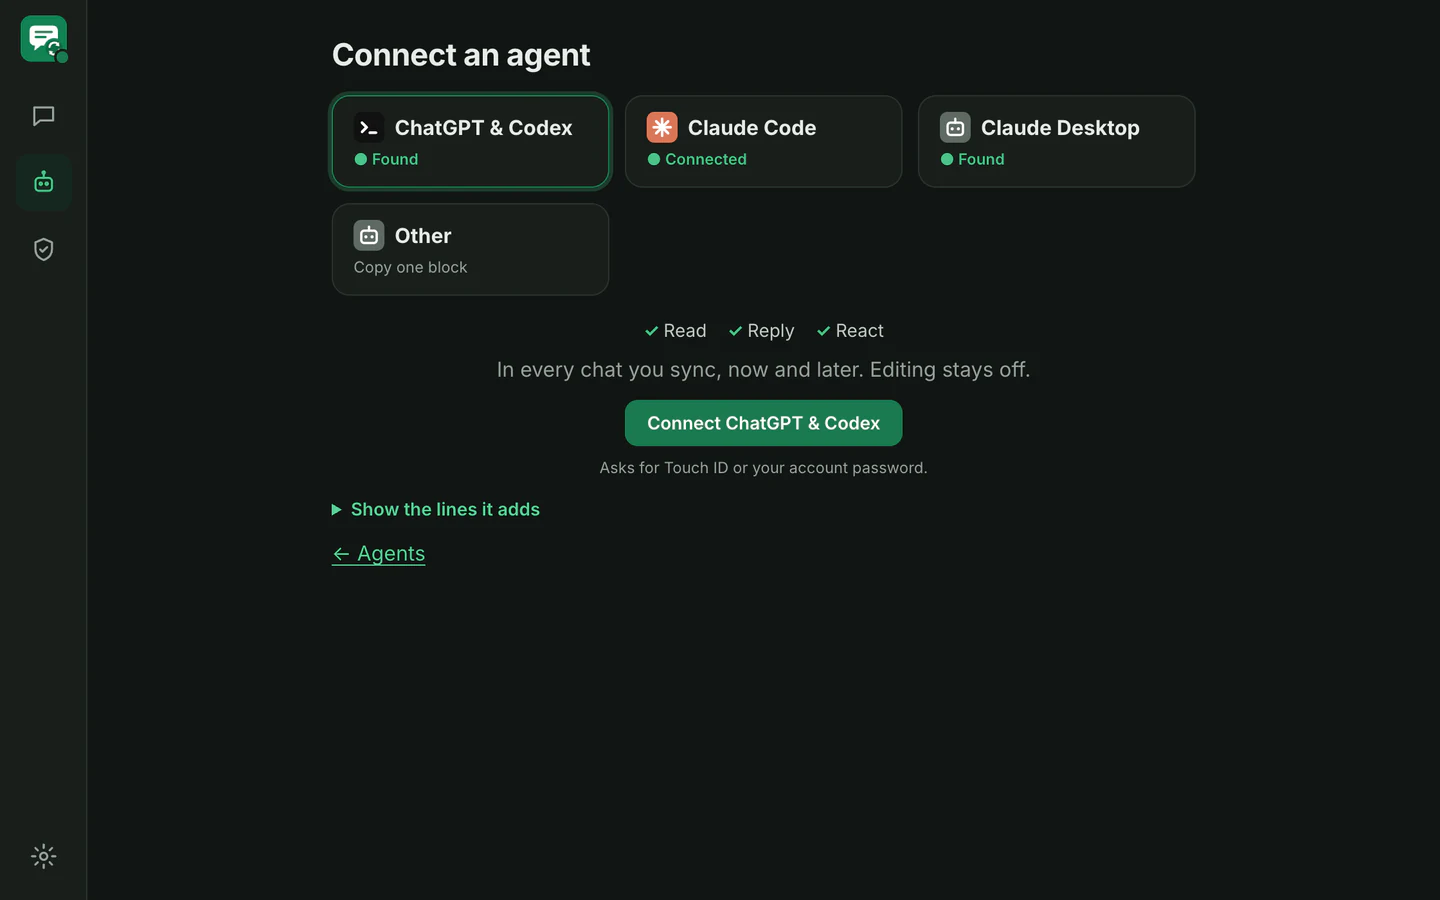 Connect an agent
ChatGPT & Codex
Found
Claude Code
Connected
Claude Desktop
Found
Other
Copy one block
✓ Read ✓ Reply ✓ React
In every chat you sync, now and later. Editing stays off.
Connect ChatGPT & Codex
Asks for Touch ID or your account password.
▶ Show the lines it adds
← Agents